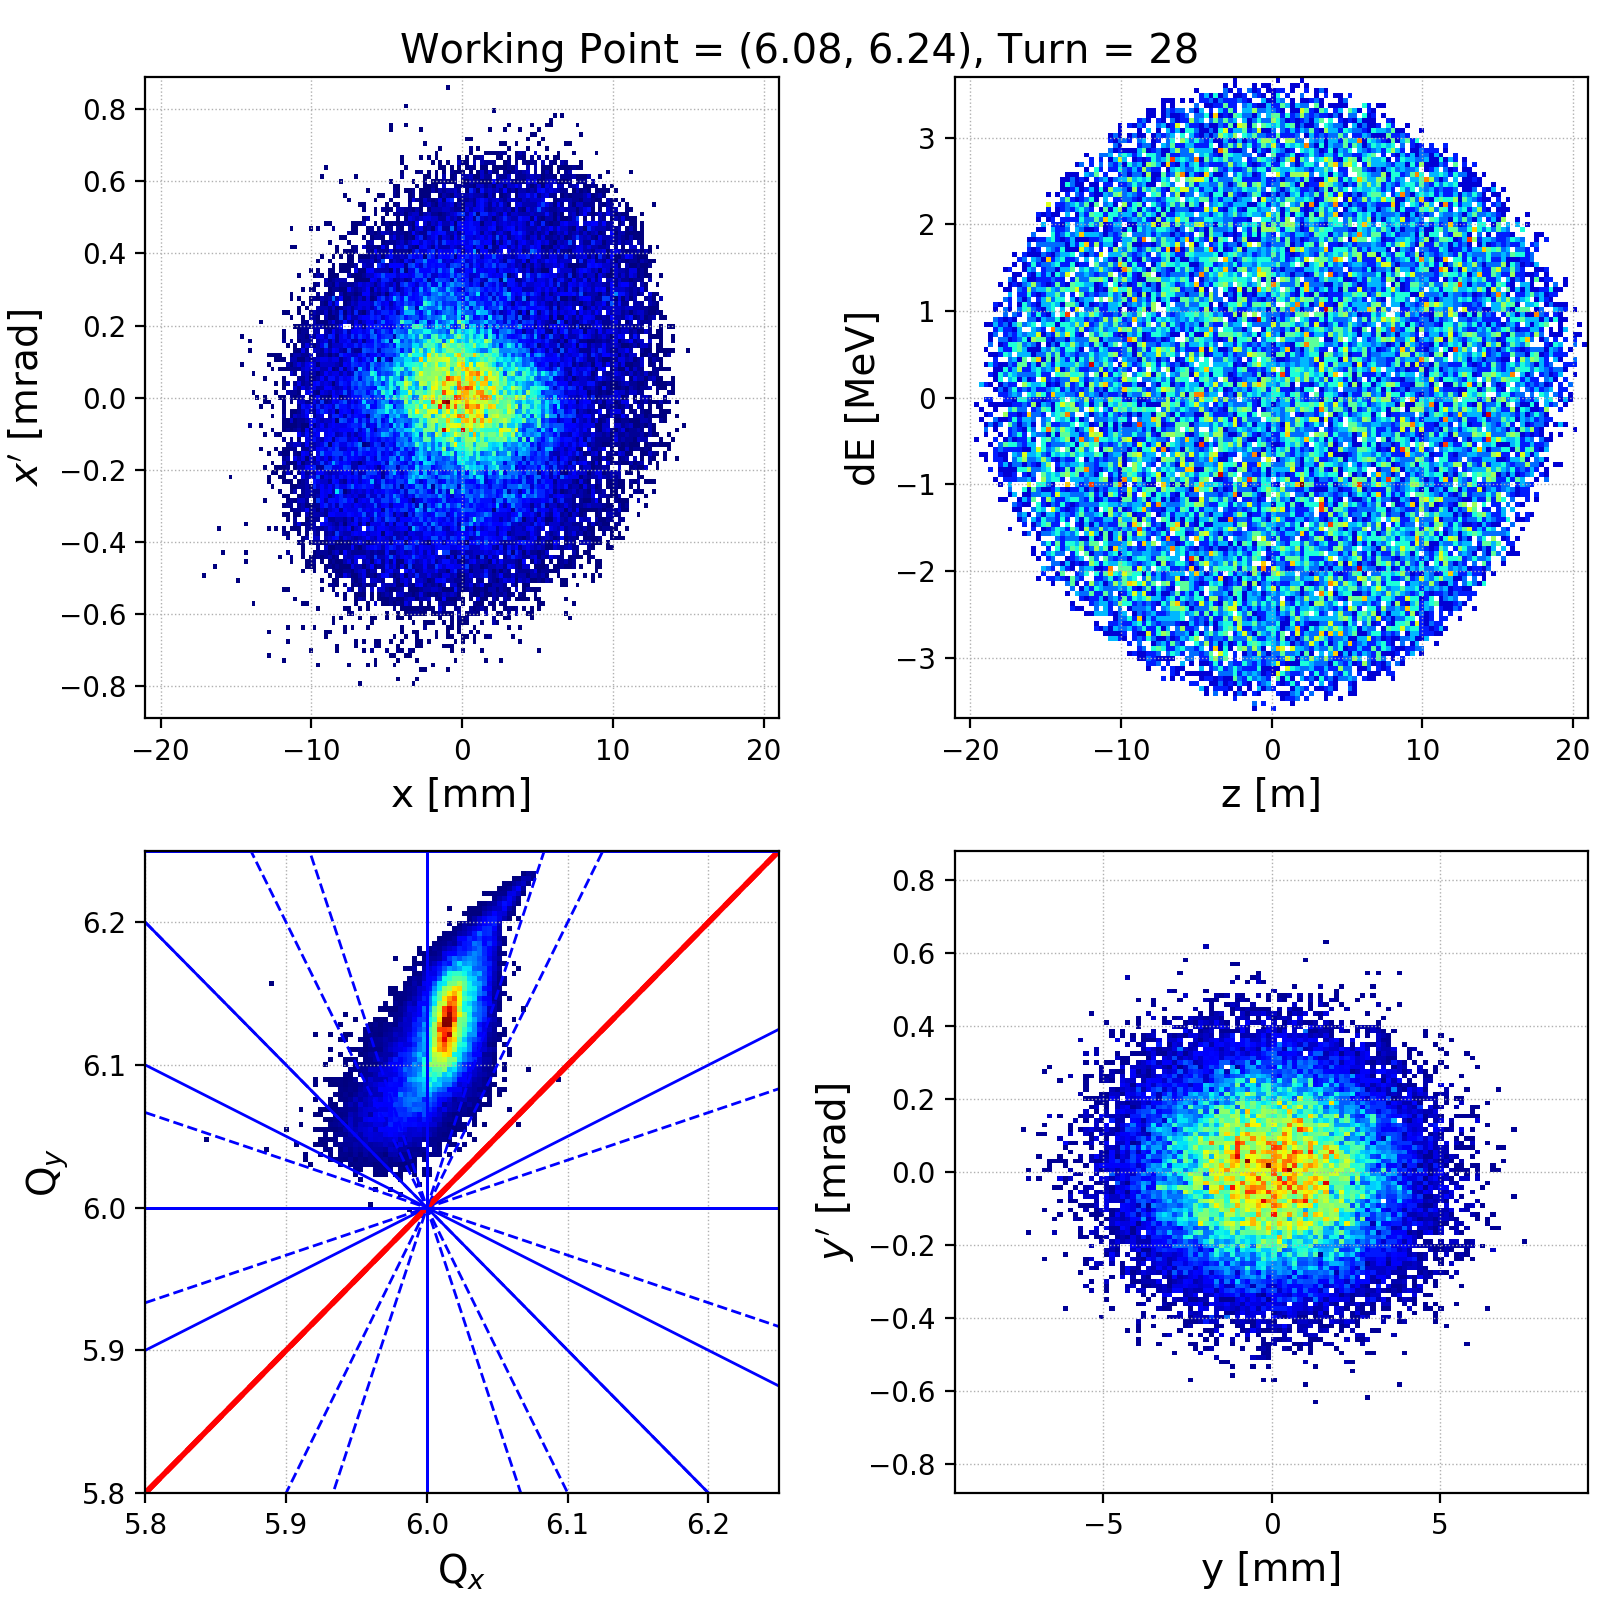 Working Point = (6.08, 6.24), Turn = 28
0.8
0.6
0.4
0.2
0.0
−0.2
−0.4
−0.6
−0.8
x′ [mrad]
−20 −10 0 10 20
x [mm]
3
2
1
0
−1
−2
−3
dE [MeV]
−20 −10 0 10 20
z [m]
6.2
6.1
6.0
5.9
5.8
Qy
5.8 5.9 6.0 6.1 6.2
Qx
0.8
0.6
0.4
0.2
0.0
−0.2
−0.4
−0.6
−0.8
y′ [mrad]
−5 0 5
y [mm]